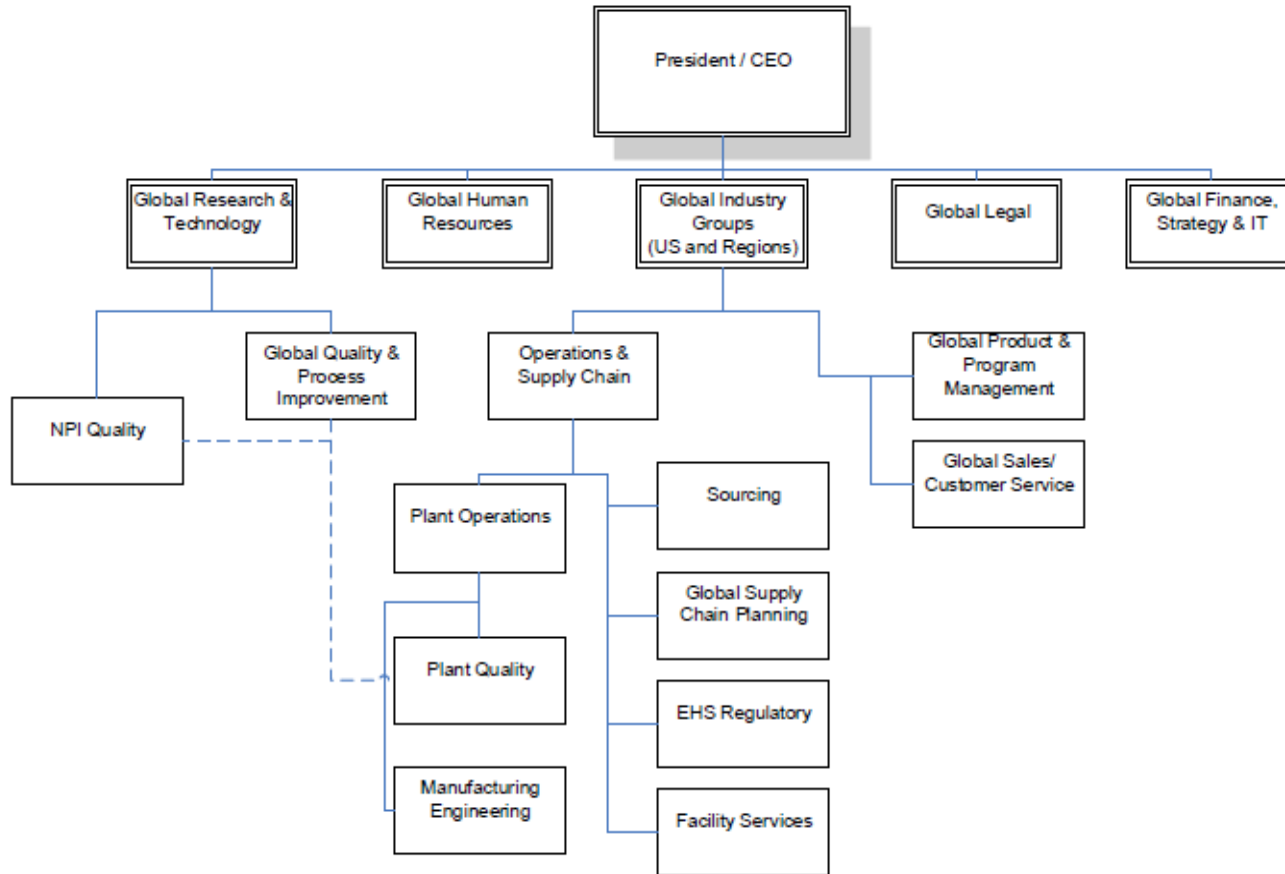 President / CEO
Global Research &
Technology
Global Human
Resources
Global Industry
Groups
(US and Regions)
Global Legal
Global Finance,
Strategy & IT
Global Quality &
Process
Improvement
Operations &
Supply Chain
Global Product &
Program
Management
NPI Quality
Global Sales/
Customer Service
Plant Operations
Sourcing
Global Supply
Chain Planning
Plant Quality
EHS Regulatory
Manufacturing
Engineering
Facility Services